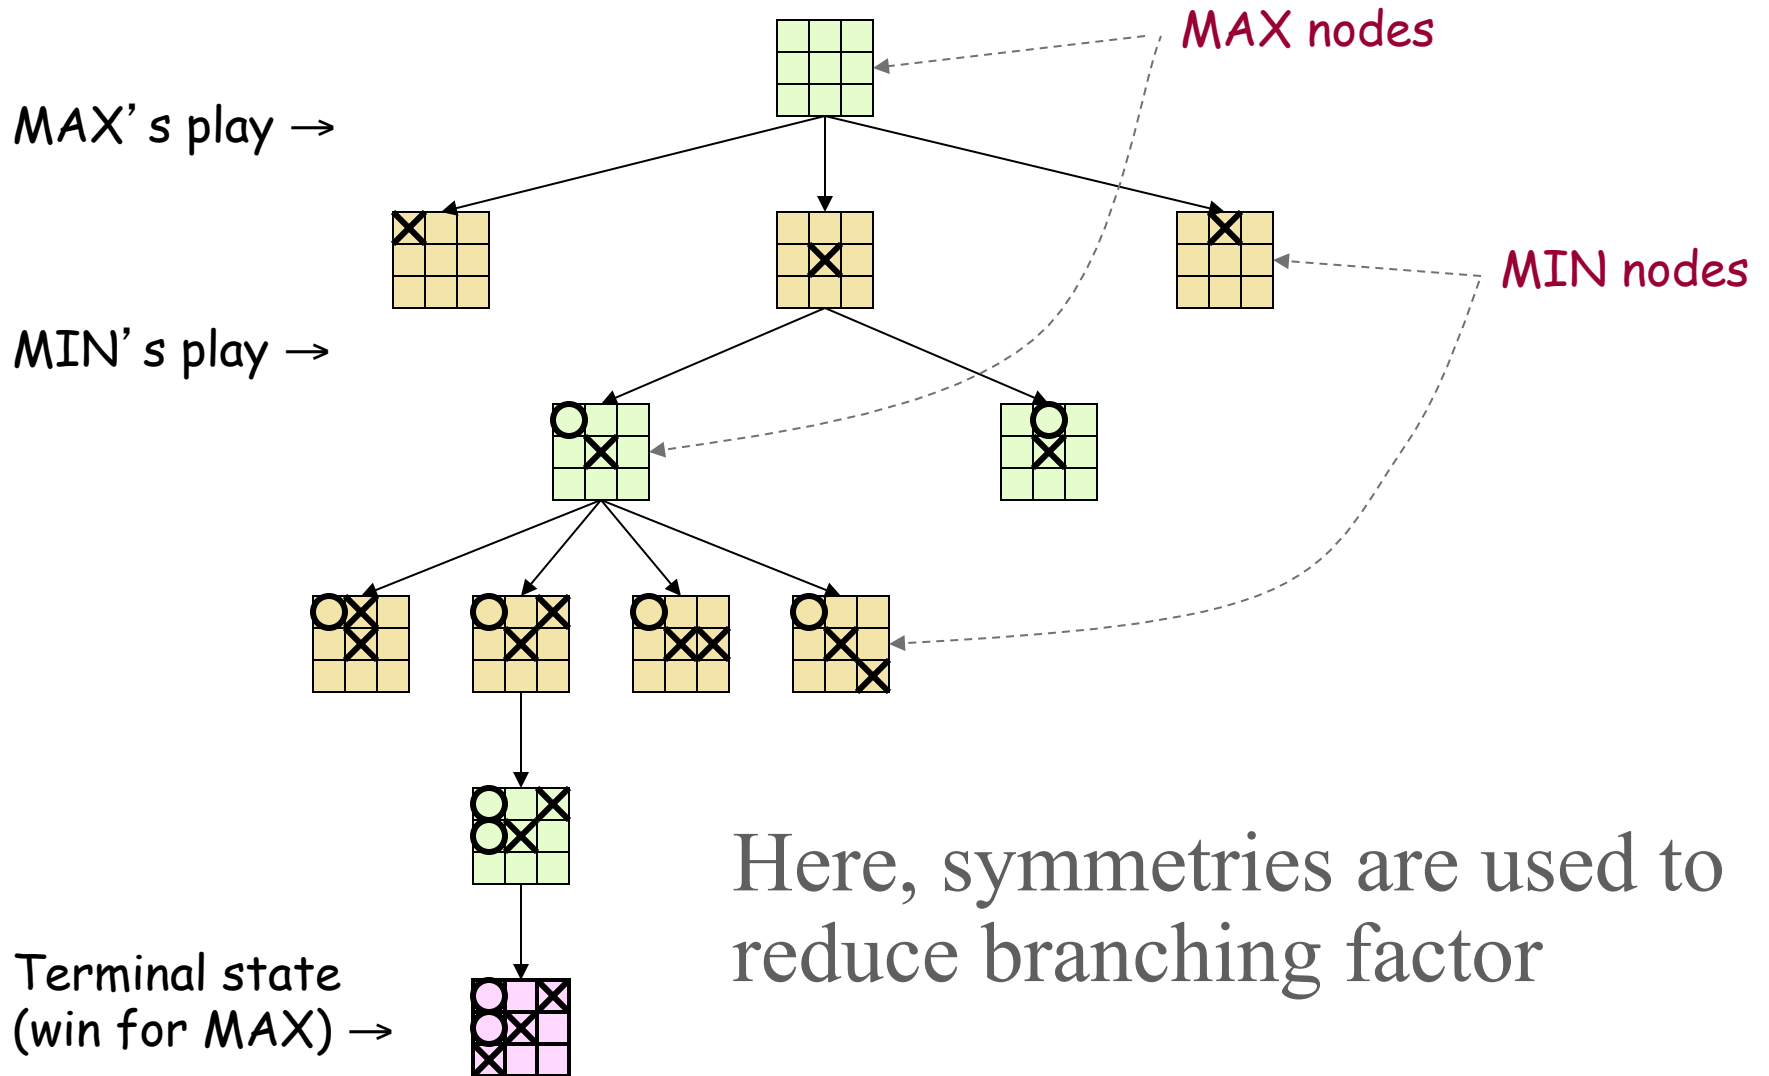 MAX nodes
MAX's play →
MIN nodes
MIN's play →
Here, symmetries are used to
reduce branching factor
Terminal state
(win for MAX) →